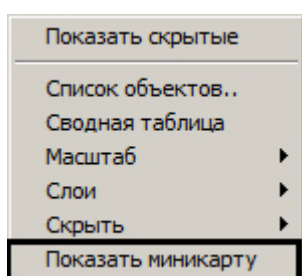 Показать скрытые
Список объектов..
Сводная таблица
Масштаб
Слои
Скрыть
Показать миникарту